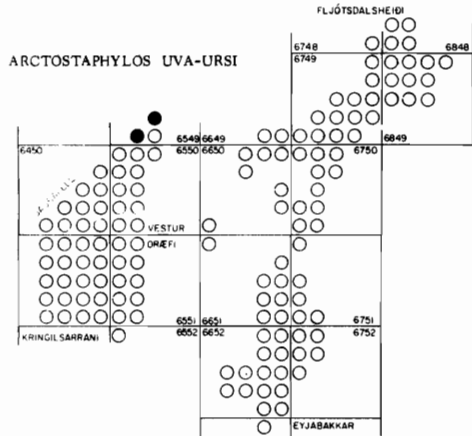 FLJÓTSDALSHEIÐI
6748 6848
6749
ARCTOSTAPHYLOS UVA-URSI
6549 6649 6849
6450 6550 6650 6750
VESTUR
ÖRÆFI
6551 6651 6751
KRINGILSÁRRANI 6552 6652 6752
EYJABAKKAR